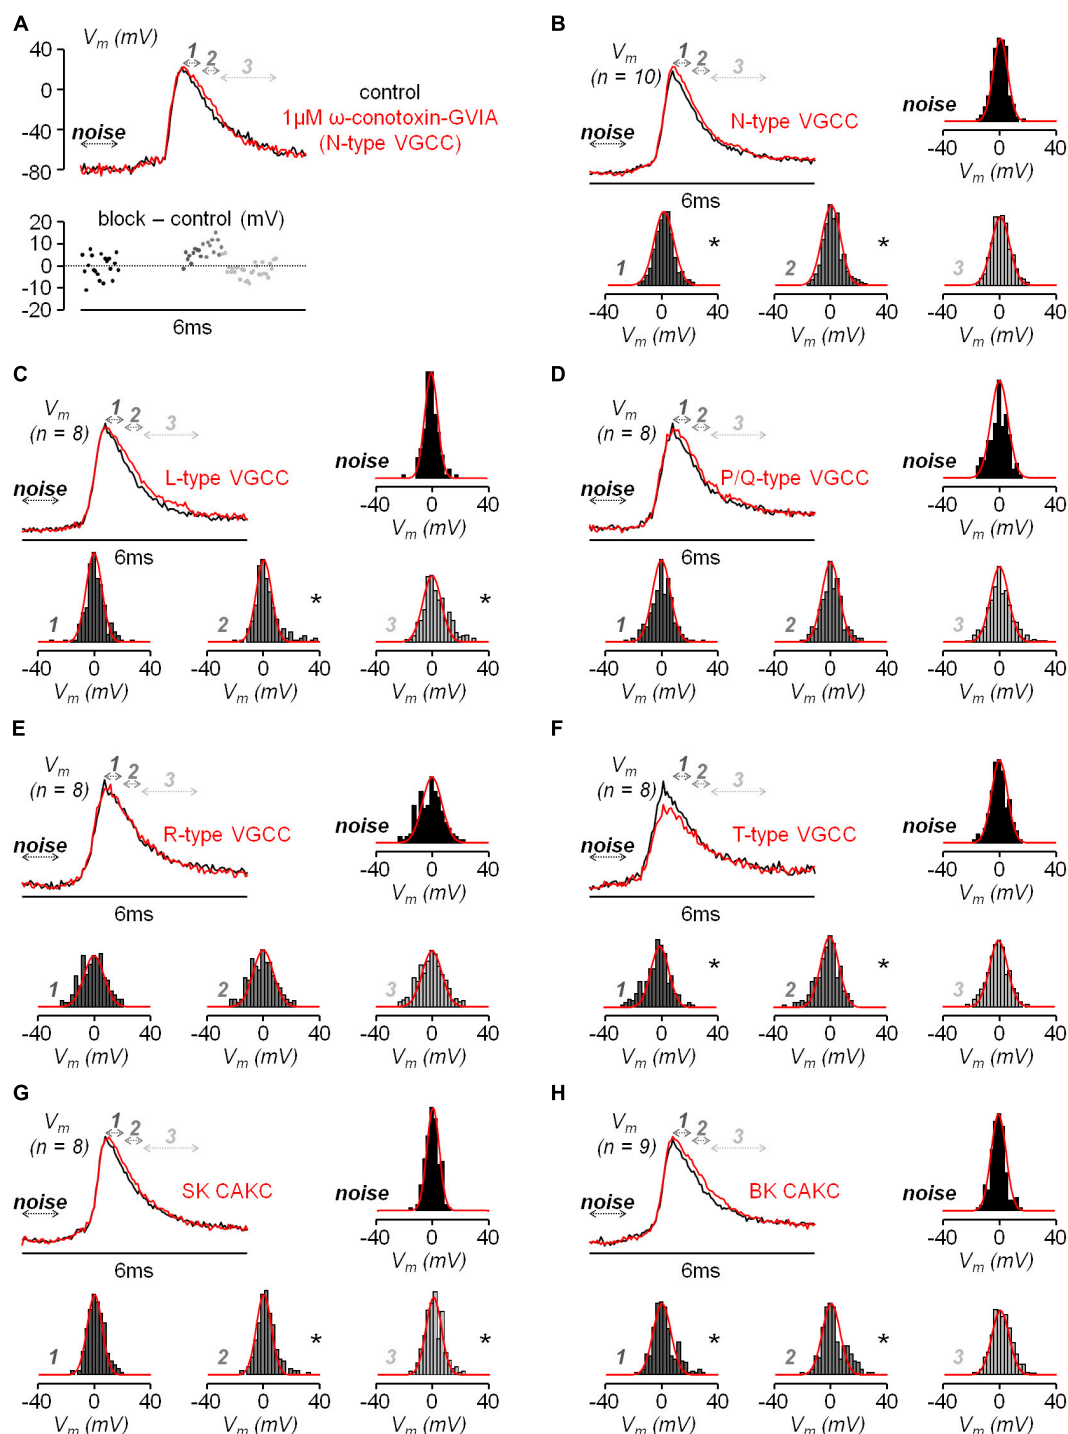 A
Vm (mV)
40
0
-40
-80
noise
1
2
3
control
1µM ω-conotoxin-GVIA
(N-type VGCC)
block – control (mV)
20
10
0
-10
-20
6ms
B
Vm
(n = 10)
1
2
3
noise
N-type VGCC
6ms
noise
-40 0 40
Vm (mV)
1
*
-40 0 40
Vm (mV)
2
*
-40 0 40
Vm (mV)
3
-40 0 40
Vm (mV)
C
Vm
(n = 8)
1
2
3
noise
L-type VGCC
6ms
noise
-40 0 40
Vm (mV)
1
-40 0 40
Vm (mV)
2
*
-40 0 40
Vm (mV)
3
*
-40 0 40
Vm (mV)
D
Vm
(n = 8)
1
2
3
noise
P/Q-type VGCC
6ms
noise
-40 0 40
Vm (mV)
1
-40 0 40
Vm (mV)
2
-40 0 40
Vm (mV)
3
-40 0 40
Vm (mV)
E
Vm
(n = 8)
1
2
3
noise
R-type VGCC
6ms
noise
-40 0 40
Vm (mV)
1
-40 0 40
Vm (mV)
2
-40 0 40
Vm (mV)
3
-40 0 40
Vm (mV)
F
Vm
(n = 8)
1
2
3
noise
T-type VGCC
6ms
noise
-40 0 40
Vm (mV)
1
*
-40 0 40
Vm (mV)
2
*
-40 0 40
Vm (mV)
3
-40 0 40
Vm (mV)
G
Vm
(n = 8)
1
2
3
noise
SK CAKC
6ms
noise
-40 0 40
Vm (mV)
1
-40 0 40
Vm (mV)
2
*
-40 0 40
Vm (mV)
3
*
-40 0 40
Vm (mV)
H
Vm
(n = 9)
1
2
3
noise
BK CAKC
6ms
noise
-40 0 40
Vm (mV)
1
*
-40 0 40
Vm (mV)
2
*
-40 0 40
Vm (mV)
3
-40 0 40
Vm (mV)